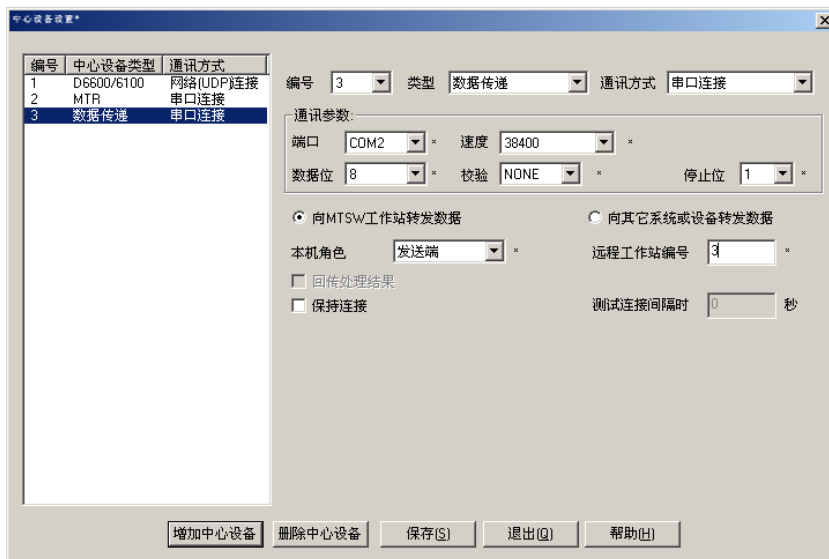 中心设备设置*
编号 中心设备类型 通讯方式
1 D6600/6100 网络(UDP)连接
2 MTR 串口连接
3 数据传递 串口连接
编号 3 类型 数据传递 通讯方式 串口连接
通讯参数:
端口 COM2 * 速度 38400 *
数据位 8 * 校验 NONE * 停止位 1 *
向MTSW工作站转发数据 向其它系统或设备转发数据
本机角色 发送端 * 远程工作站编号 3 *
回传处理结果
保持连接 测试连接间隔时 0 秒
增加中心设备 删除中心设备 保存(S) 退出(Q) 帮助(H)